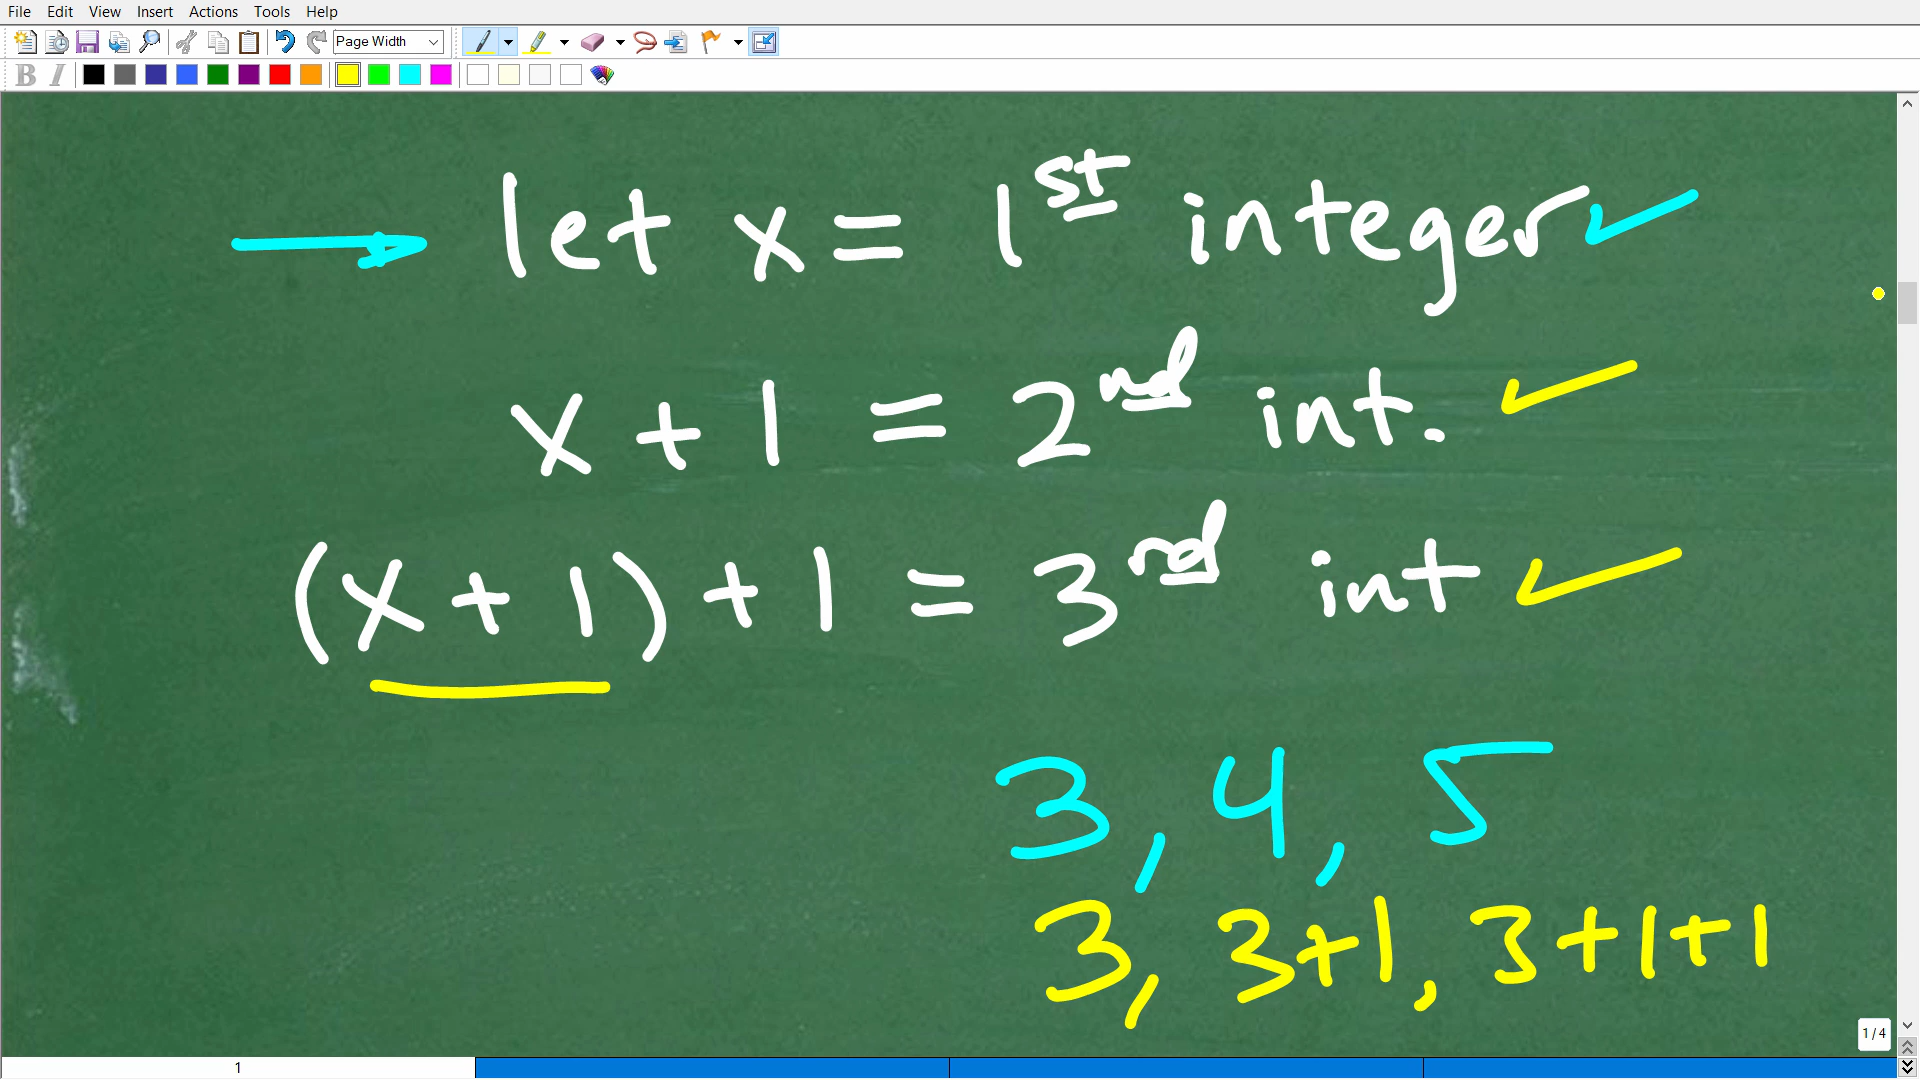 File Edit View Insert Actions Tools Help
Page Width
B I
let x = 1st integer
x + 1 = 2nd int.
(x + 1) + 1 = 3rd int
3, 4, 5
3, 3+1, 3+1+1
1 / 4
1